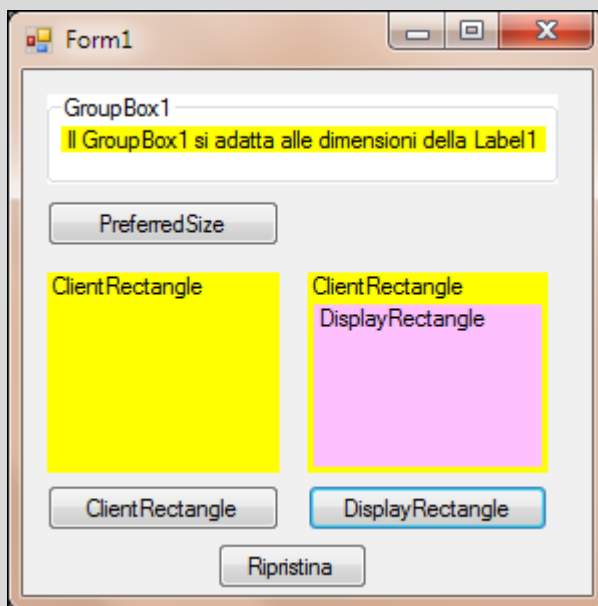 Form1
GroupBox1
Il GroupBox1 si adatta alle dimensioni della Label1
PreferredSize
ClientRectangle
ClientRectangle
DisplayRectangle
ClientRectangle
DisplayRectangle
Ripristina